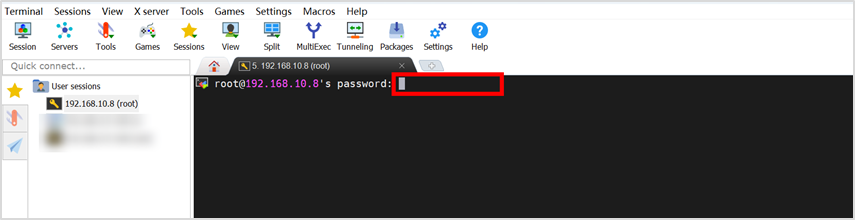 Terminal Sessions View X server Tools Games Settings Macros Help
Session Servers Tools Games Sessions View Split MultiExec Tunneling Packages Settings Help
Quick connect...
5. 192.168.10.8 (root)
User sessions
root@192.168.10.8's password:
192.168.10.8 (root)